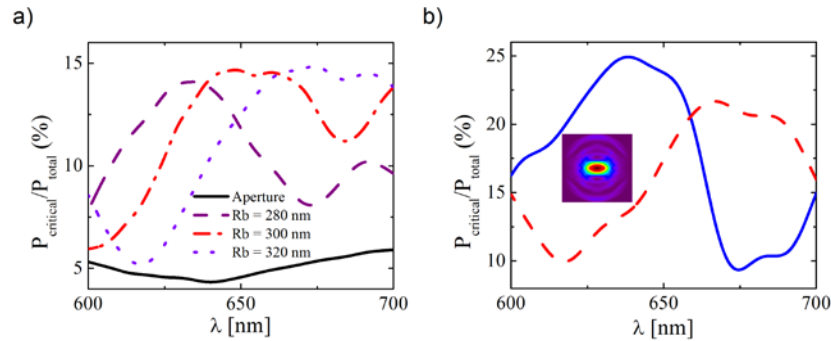 a)
P_critical/P_total (%)
15
10
5
600
650
700
λ [nm]
Aperture
Rb = 280 nm
Rb = 300 nm
Rb = 320 nm
b)
P_critical/P_total (%)
25
20
15
10
600
650
700
λ [nm]